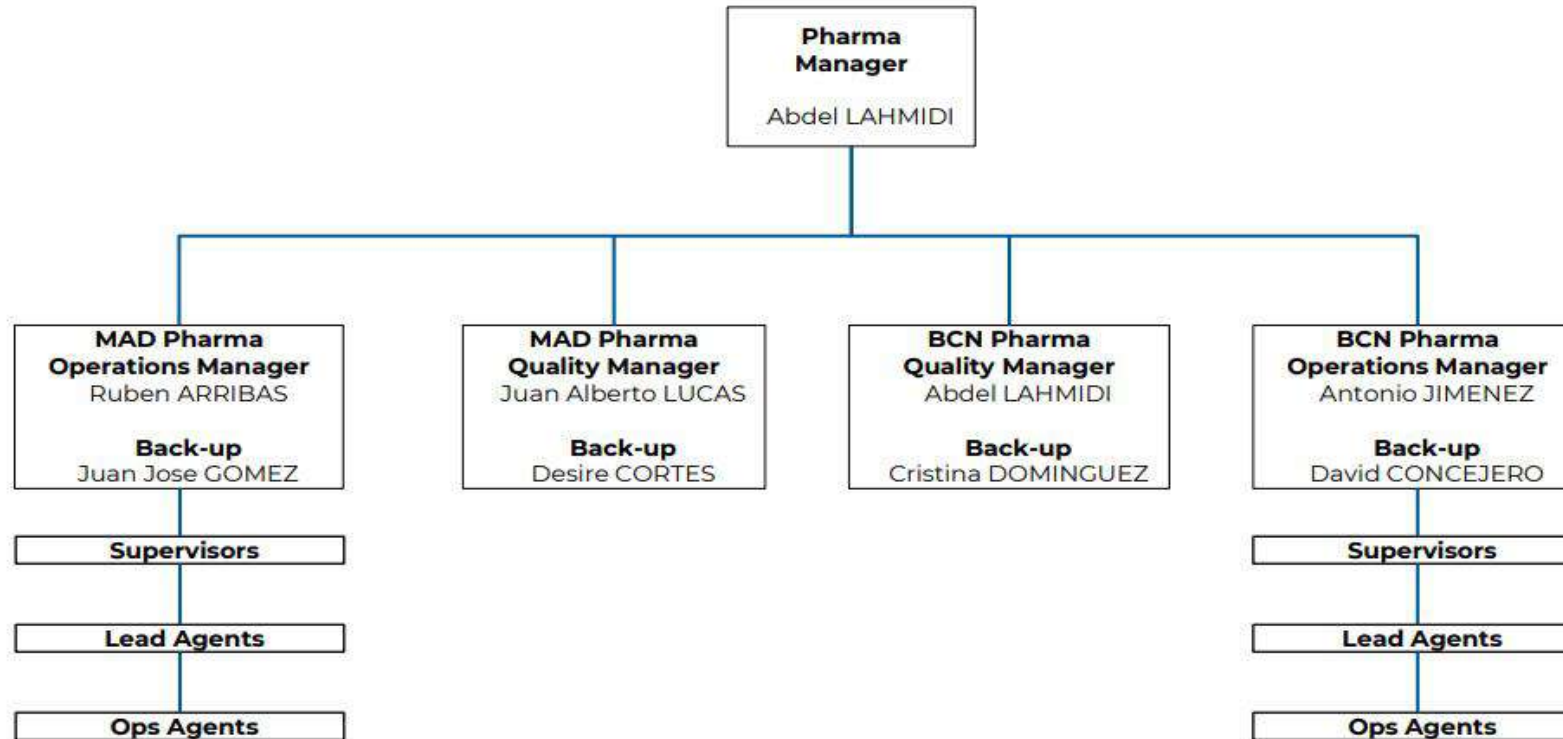 Pharma
Manager
Abdel LAHMIDI
MAD Pharma
Operations Manager
Ruben ARRIBAS
Back-up
Juan Jose GOMEZ
MAD Pharma
Quality Manager
Juan Alberto LUCAS
Back-up
Desire CORTES
BCN Pharma
Quality Manager
Abdel LAHMIDI
Back-up
Cristina DOMINGUEZ
BCN Pharma
Operations Manager
Antonio JIMENEZ
Back-up
David CONCEJERO
Supervisors
Lead Agents
Ops Agents
Supervisors
Lead Agents
Ops Agents